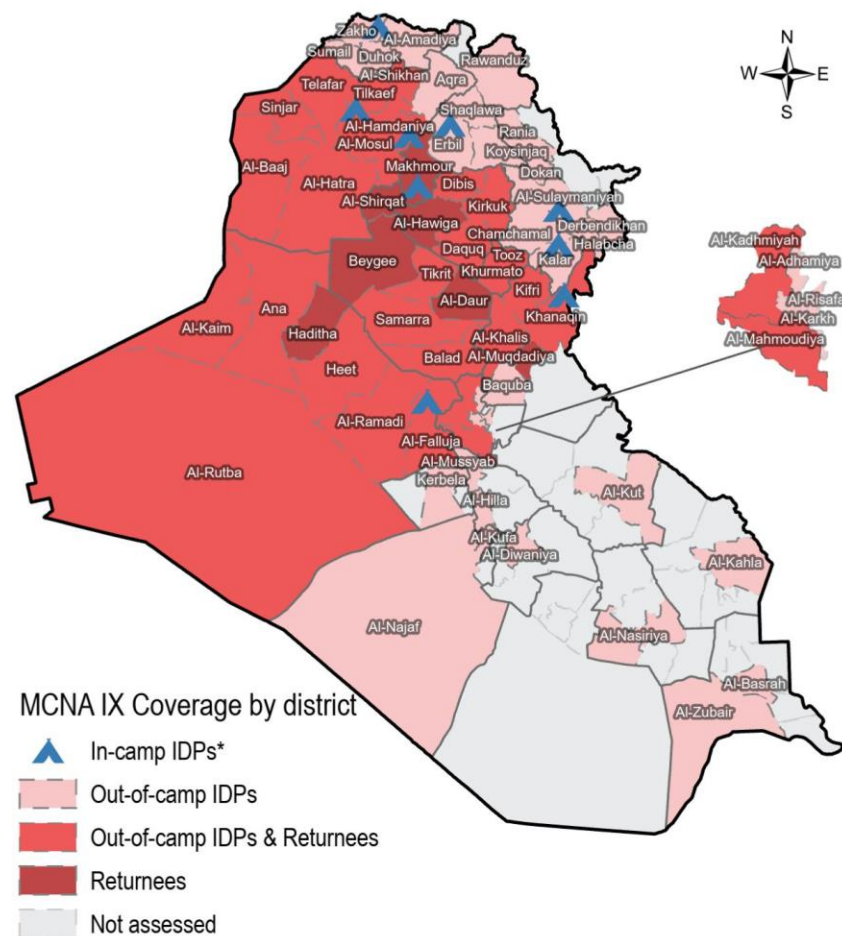 N
W E
S
Zakho
Al-Amadiya
Sumail
Duhok
Rawanduz
Al-Shikhan
Aqra
Telafar
Tilkaef
Shaqlawa
Sinjar
Al-Hamdaniya
Rania
Al-Mosul
Erbil
Koysinjaq
Al-Baaj
Makhmour
Dokan
Al-Hatra
Dibis
Al-Sulaymaniyah
Al-Shirqat
Kirkuk
Derbendikhan
Al-Hawiga
Chamchamal
Halabcha
Daquq
Tooz
Kalar
Beygee
Tikrit
Khurmato
Kifri
Ana
Al-Daur
Khanaqin
Al-Kaim
Haditha
Samarra
Al-Khalis
Heet
Balad
Al-Muqdadiya
Baquba
Al-Ramadi
Al-Falluja
Al-Rutba
Al-Mussyab
Kerbela
Al-Hilla
Al-Kut
Al-Kufa
Al-Diwaniya
Al-Kahla
Al-Najaf
Al-Nasiriya
Al-Basrah
Al-Zubair
Al-Kadhmiyah
Al-Adhamiya
Al-Risafa
Al-Karkh
Al-Mahmoudiya
MCNA IX Coverage by district
In-camp IDPs*
Out-of-camp IDPs
Out-of-camp IDPs & Returnees
Returnees
Not assessed